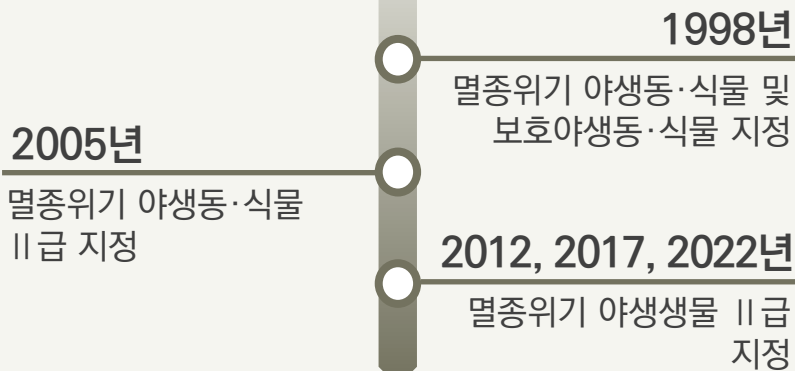 1998년
멸종위기 야생동·식물 및
보호야생동·식물 지정
2005년
멸종위기 야생동·식물
Ⅱ급 지정
2012, 2017, 2022년
멸종위기 야생생물 Ⅱ급
지정